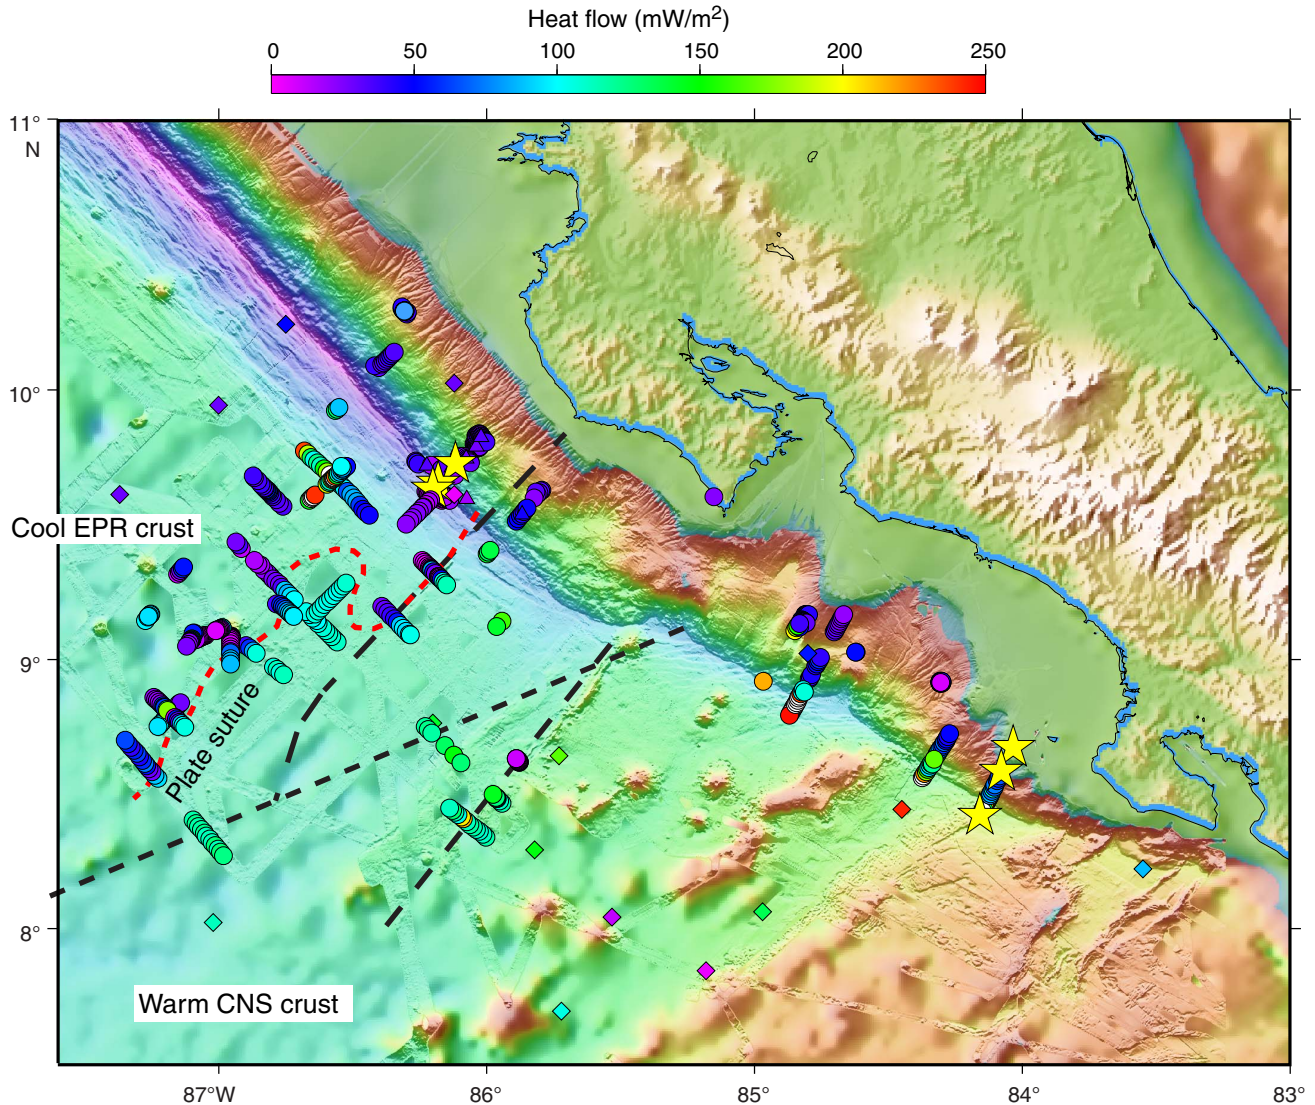 Heat flow (mW/m²)
0 50 100 150 200 250
11°
N
10°
Cool EPR crust
9°
Plate suture
8°
Warm CNS crust
87°W 86° 85° 84° 83°